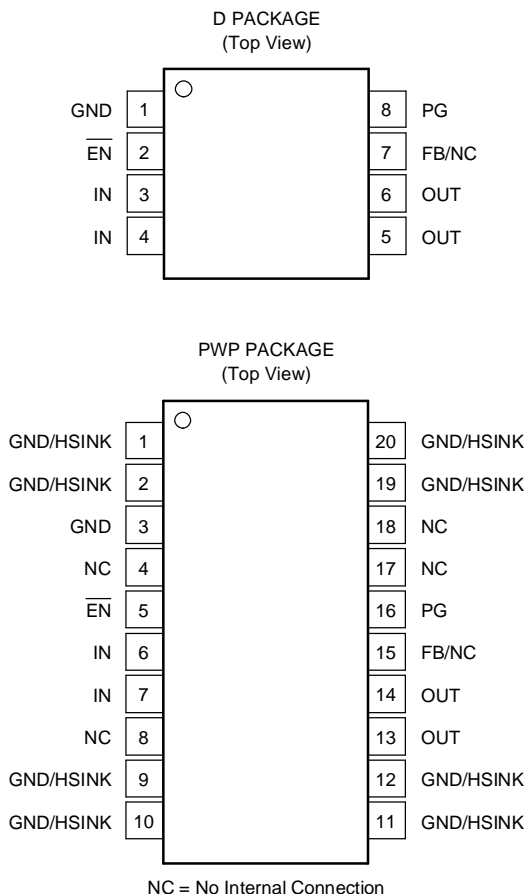 D PACKAGE
(Top View)
GND 1 8 PG
EN 2 7 FB/NC
IN 3 6 OUT
IN 4 5 OUT
PWP PACKAGE
(Top View)
GND/HSINK 1 20 GND/HSINK
GND/HSINK 2 19 GND/HSINK
GND 3 18 NC
NC 4 17 NC
EN 5 16 PG
IN 6 15 FB/NC
IN 7 14 OUT
NC 8 13 OUT
GND/HSINK 9 12 GND/HSINK
GND/HSINK 10 11 GND/HSINK
NC = No Internal Connection